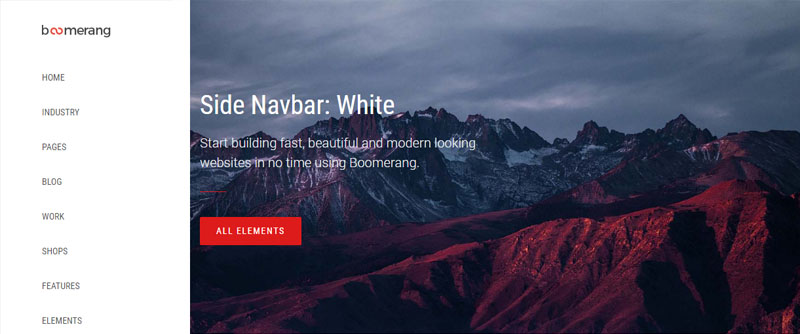 boomerang
HOME
INDUSTRY
PAGES
BLOG
WORK
SHOPS
FEATURES
ELEMENTS
Side Navbar: White
Start building fast, beautiful and modern looking
websites in no time using Boomerang.
ALL ELEMENTS